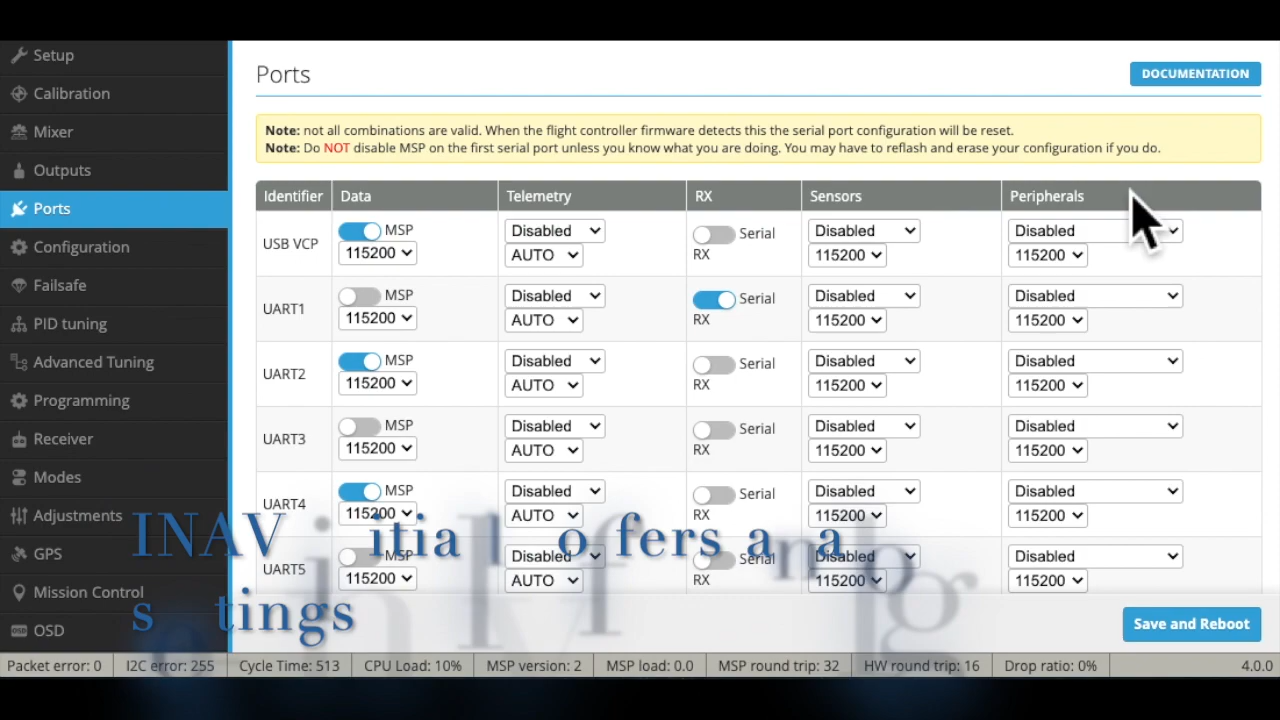 Setup
Calibration
Mixer
Outputs
Ports
Configuration
Failsafe
PID tuning
Advanced Tuning
Programming
Receiver
Modes
Adjustments
GPS
Mission Control
OSD
Ports
DOCUMENTATION
Note: not all combinations are valid. When the flight controller firmware detects this the serial port configuration will be reset.
Note: Do NOT disable MSP on the first serial port unless you know what you are doing. You may have to reflash and erase your configuration if you do.
Identifier Data Telemetry RX Sensors Peripherals
USB VCP MSP Disabled Serial Disabled Disabled
115200 AUTO RX 115200 115200
UART1 MSP Disabled Serial Disabled Disabled
115200 AUTO RX 115200 115200
UART2 MSP Disabled Serial Disabled Disabled
115200 AUTO RX 115200 115200
UART3 MSP Disabled Serial Disabled Disabled
115200 AUTO RX 115200 115200
UART4 MSP Disabled Serial Disabled Disabled
115200 AUTO RX 115200 115200
UART5 MSP Disabled Serial Disabled Disabled
115200 AUTO RX 115200 115200
INAV
settings
Save and Reboot
Packet error: 0 I2C error: 255 Cycle Time: 513 CPU Load: 10% MSP version: 2 MSP load: 0.0 MSP round trip: 32 HW round trip: 16 Drop ratio: 0% 4.0.0